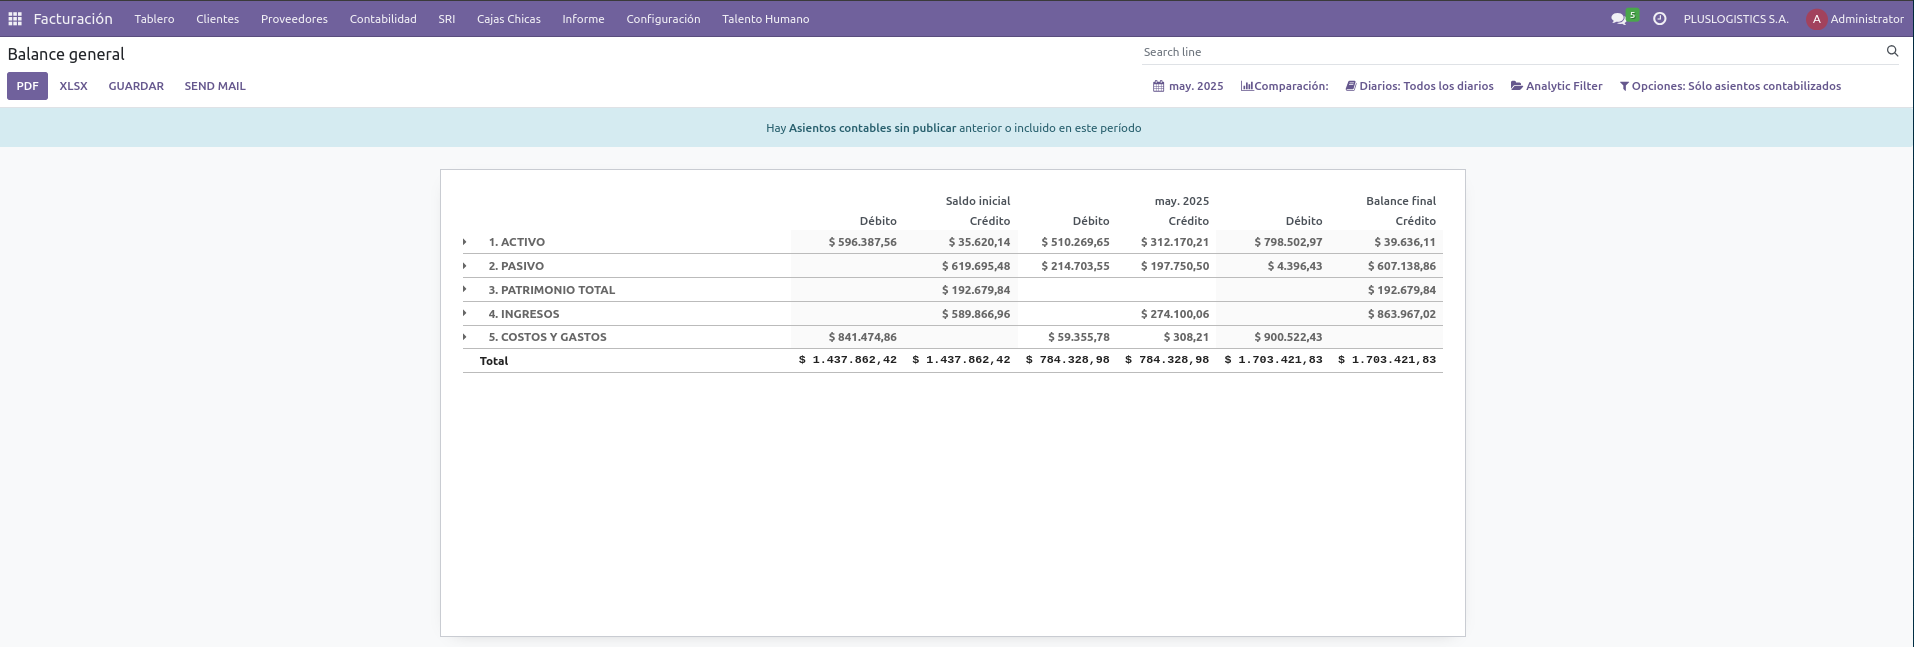 Facturación Tablero Clientes Proveedores Contabilidad SRI Cajas Chicas Informe Configuración Talento Humano 5 PLUSLOGISTICS S.A. A Administrator
Balance general Search line
PDF XLSX GUARDAR SEND MAIL may. 2025 Comparación: Diarios: Todos los diarios Analytic Filter Opciones: Sólo asientos contabilizados
Hay Asientos contables sin publicar anterior o incluido en este período
Saldo inicial may. 2025 Balance final
Débito Crédito Débito Crédito Débito Crédito
1. ACTIVO $ 596.387,56 $ 35.620,14 $ 510.269,65 $ 312.170,21 $ 798.502,97 $ 39.636,11
2. PASIVO $ 619.695,48 $ 214.703,55 $ 197.750,50 $ 4.396,43 $ 607.138,86
3. PATRIMONIO TOTAL $ 192.679,84 $ 192.679,84
4. INGRESOS $ 589.866,96 $ 274.100,06 $ 863.967,02
5. COSTOS Y GASTOS $ 841.474,86 $ 59.355,78 $ 308,21 $ 900.522,43
Total $ 1.437.862,42 $ 1.437.862,42 $ 784.328,98 $ 784.328,98 $ 1.703.421,83 $ 1.703.421,83